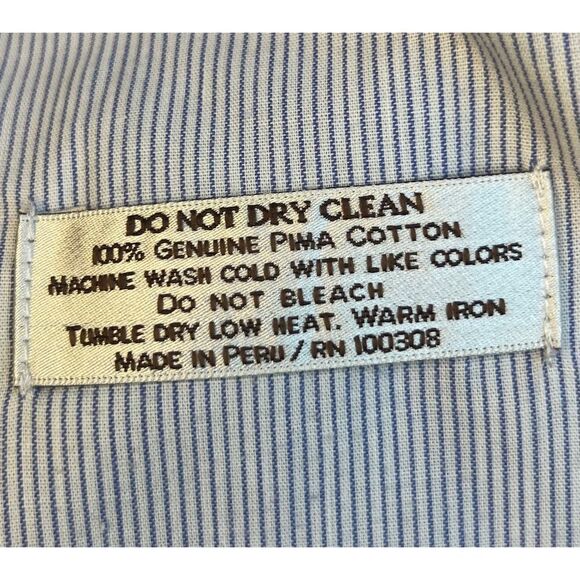 DO NOT DRY CLEAN
100% GENUINE PIMA COTTON
MACHINE WASH COLD WITH LIKE COLORS
DO NOT BLEACH
TUMBLE DRY LOW HEAT. WARM IRON
MADE IN PERU / RN 100308